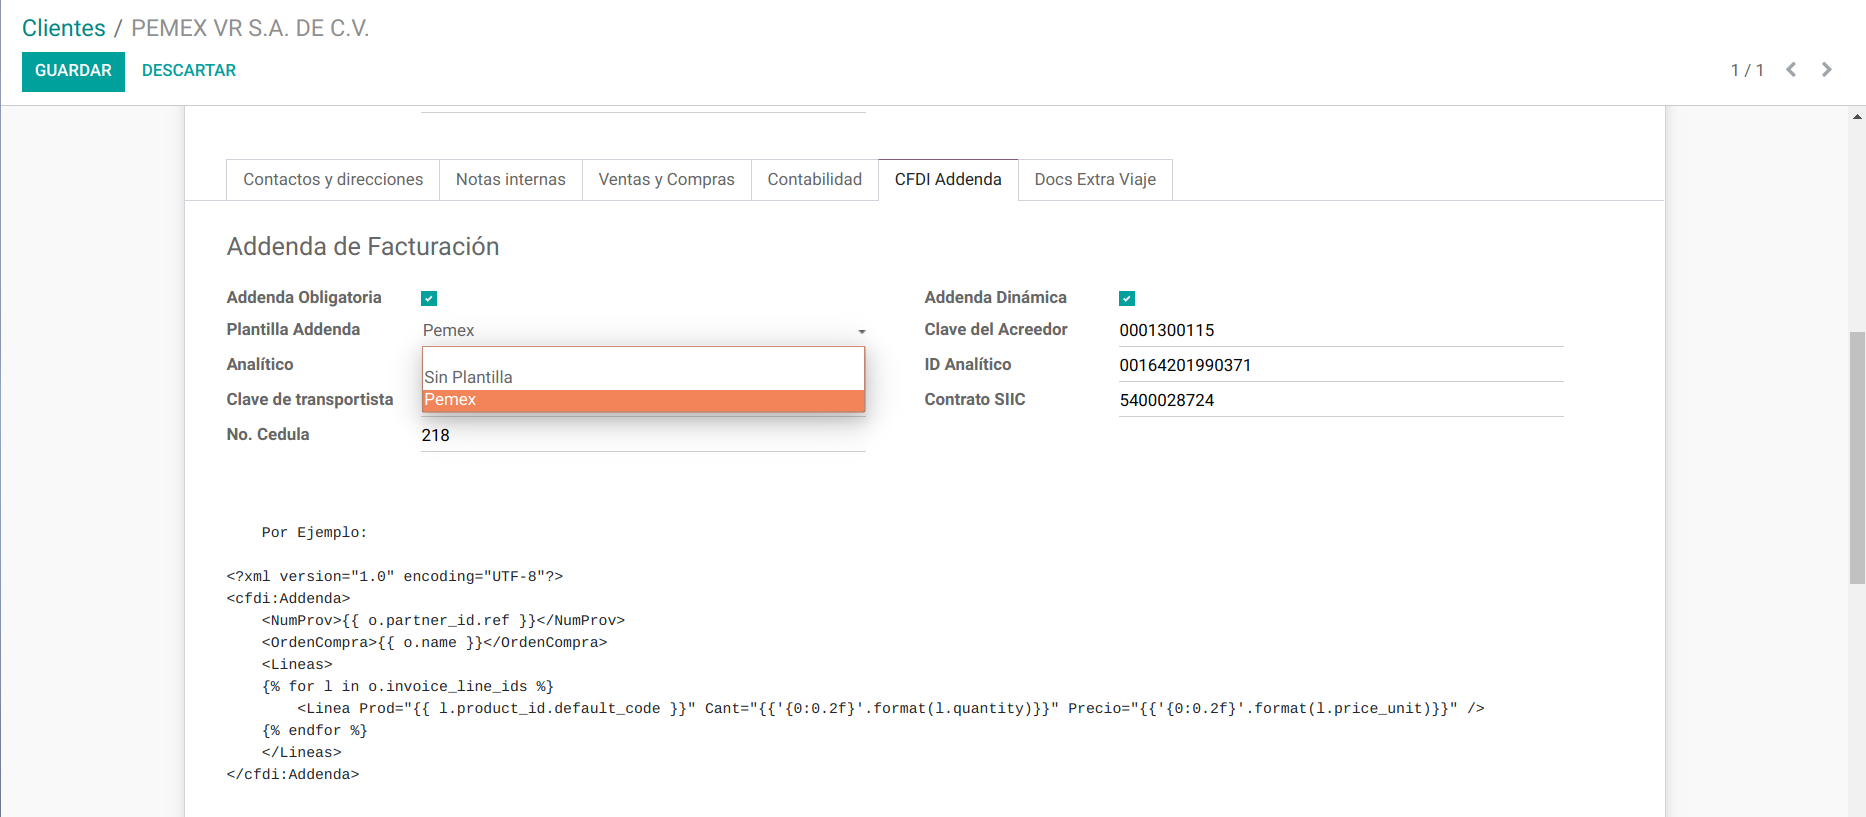 Clientes / PEMEX VR S.A. DE C.V.
GUARDAR DESCARTAR
1 / 1
Contactos y direcciones Notas internas Ventas y Compras Contabilidad CFDI Addenda Docs Extra Viaje
Addenda de Facturación
Addenda Obligatoria
Plantilla Addenda Pemex
Analítico
Sin Plantilla
Clave de transportista Pemex
No. Cedula 218
Addenda Dinámica
Clave del Acreedor 0001300115
ID Analítico 00164201990371
Contrato SIIC 5400028724
Por Ejemplo:
<?xml version="1.0" encoding="UTF-8"?>
<cfdi:Addenda>
<NumProv>{{ o.partner_id.ref }}</NumProv>
<OrdenCompra>{{ o.name }}</OrdenCompra>
<Lineas>
{% for l in o.invoice_line_ids %}
<Linea Prod="{{ l.product_id.default_code }}" Cant="{{'{0:0.2f}'.format(l.quantity)}}" Precio="{{'{0:0.2f}'.format(l.price_unit)}}" />
{% endfor %}
</Lineas>
</cfdi:Addenda>